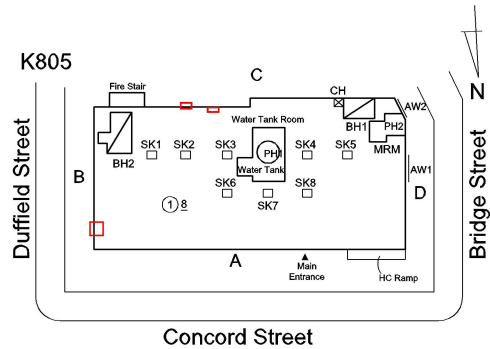 K805
Fire Stair
C
CH
AW2
N
Water Tank Room
BH1
PH2
BH2
SK1
SK2
SK3
PH1
SK4
SK5
MRM
Water Tank
AW1
B
D
SK6
SK7
SK8
1 8
A
Main
Entrance
HC Ramp
Duffield Street
Bridge Street
Concord Street